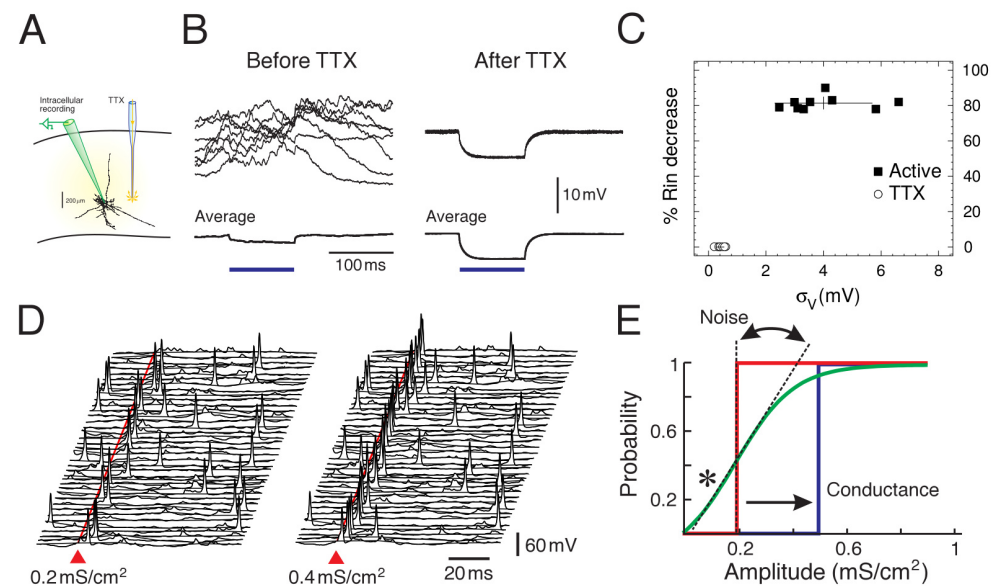 A
Intracellular
recording
TTX
200 µm
B
Before TTX
After TTX
Average
Average
10 mV
100 ms
C
% Rin decrease
100
80
60
40
20
0
Active
TTX
0 2 4 6 8
σV (mV)
D
0.2 mS/cm²
0.4 mS/cm²
60 mV
20 ms
E
Noise
Probability
1
0.6
0.2
*
Conductance
0.2 0.6 1
Amplitude (mS/cm²)